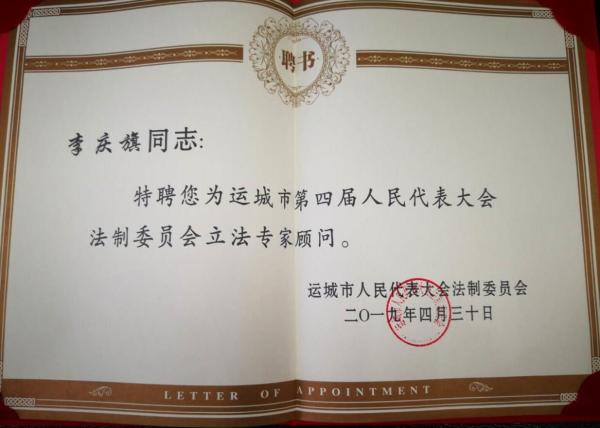 聘书
李庆旗同志:
特聘您为运城市第四届人民代表大会
法制委员会立法专家顾问。
运城市人民代表大会法制委员会
二〇一九年四月三十日
LETTER OF APPOINTMENT